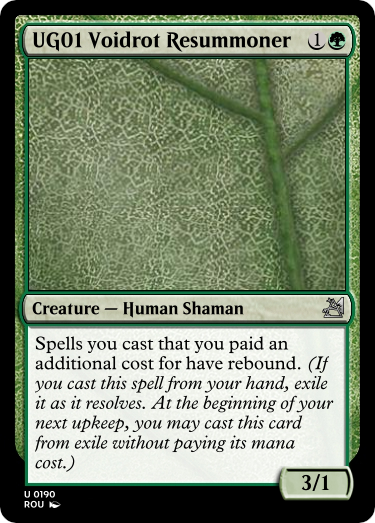 UG01 Voidrot Resummoner 1
Creature — Human Shaman
Spells you cast that you paid an
additional cost for have rebound. (If
you cast this spell from your hand, exile
it as it resolves. At the beginning of your
next upkeep, you may cast this card
from exile without paying its mana
cost.)
3/1
U 0190
ROU